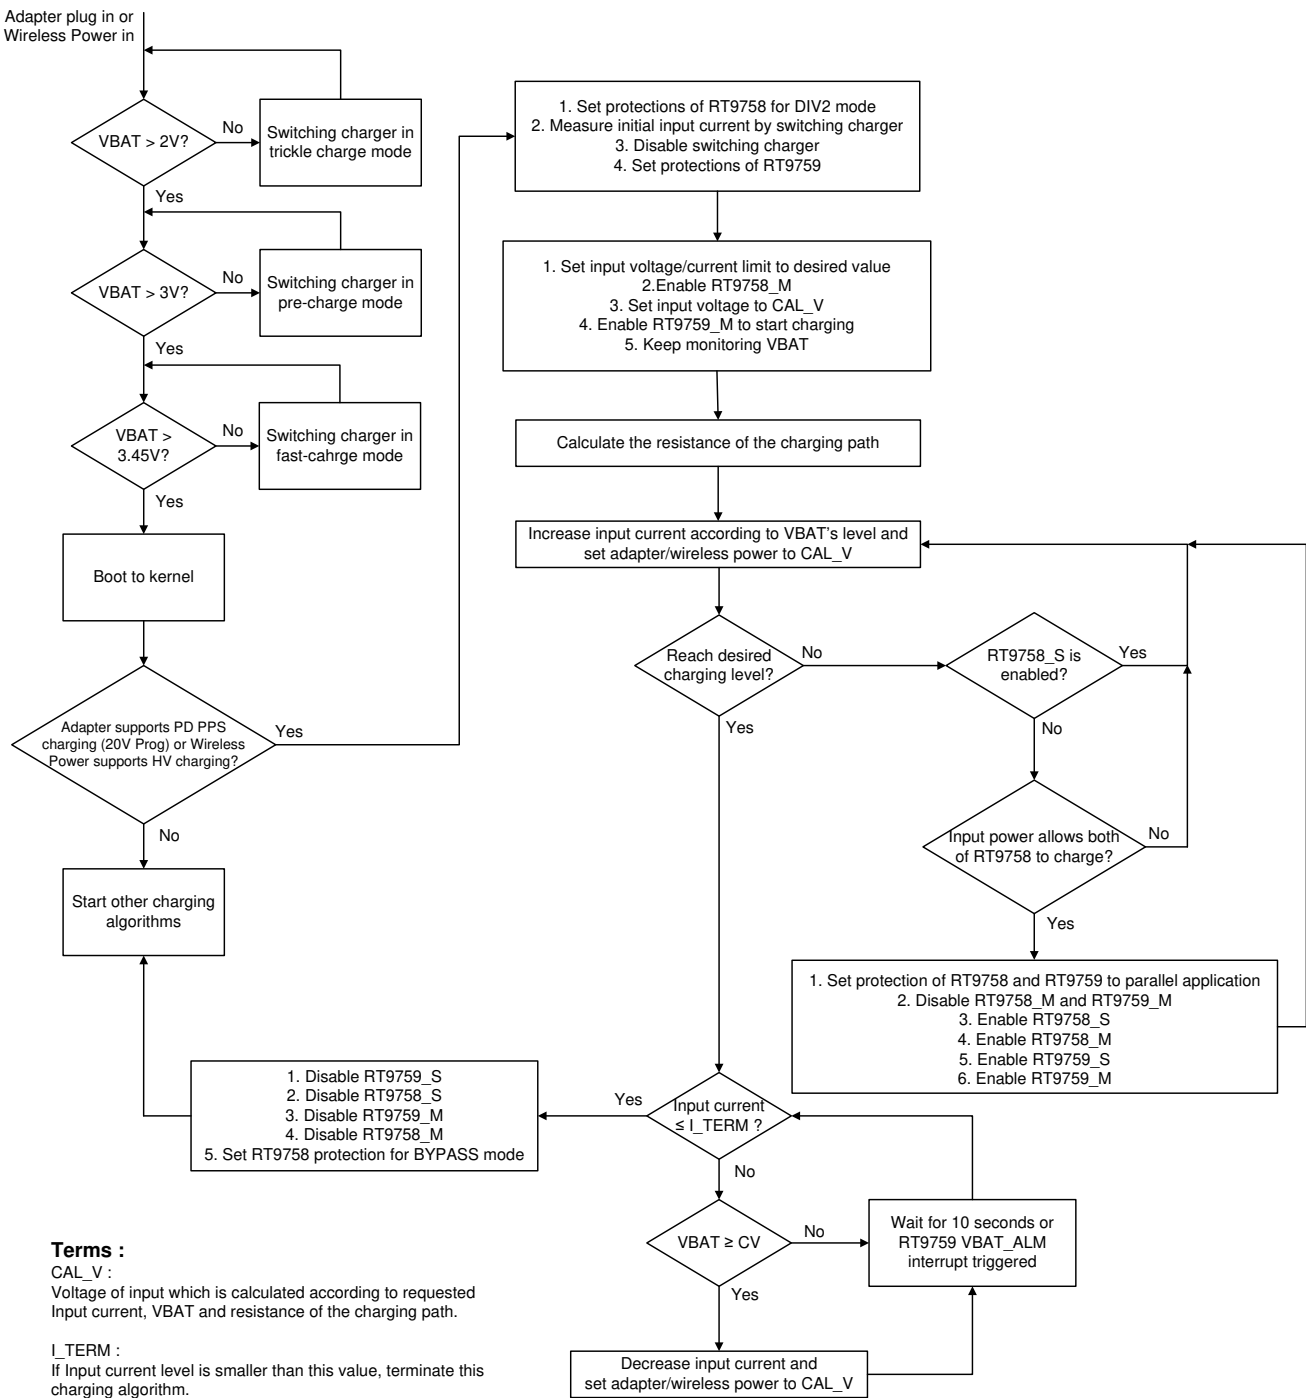 Adapter plug in or
Wireless Power in
VBAT > 2V?
No
Switching charger in
trickle charge mode
Yes
VBAT > 3V?
No
Switching charger in
pre-charge mode
Yes
VBAT >
3.45V?
No
Switching charger in
fast-cahrge mode
Yes
Boot to kernel
Adapter supports PD PPS
charging (20V Prog) or Wireless
Power supports HV charging?
Yes
No
Start other charging
algorithms
1. Set protections of RT9758 for DIV2 mode
2. Measure initial input current by switching charger
3. Disable switching charger
4. Set protections of RT9759
1. Set input voltage/current limit to desired value
2.Enable RT9758_M
3. Set input voltage to CAL_V
4. Enable RT9759_M to start charging
5. Keep monitoring VBAT
Calculate the resistance of the charging path
Increase input current according to VBAT's level and
set adapter/wireless power to CAL_V
Reach desired
charging level?
No
Yes
RT9758_S is
enabled?
Yes
No
Input power allows both
of RT9758 to charge?
No
Yes
1. Set protection of RT9758 and RT9759 to parallel application
2. Disable RT9758_M and RT9759_M
3. Enable RT9758_S
4. Enable RT9758_M
5. Enable RT9759_S
6. Enable RT9759_M
Input current
≤ I_TERM ?
Yes
No
1. Disable RT9759_S
2. Disable RT9758_S
3. Disable RT9759_M
4. Disable RT9758_M
5. Set RT9758 protection for BYPASS mode
VBAT ≥ CV
No
Yes
Wait for 10 seconds or
RT9759 VBAT_ALM
interrupt triggered
Decrease input current and
set adapter/wireless power to CAL_V
Terms :
CAL_V :
Voltage of input which is calculated according to requested
Input current, VBAT and resistance of the charging path.
I_TERM :
If Input current level is smaller than this value, terminate this
charging algorithm.